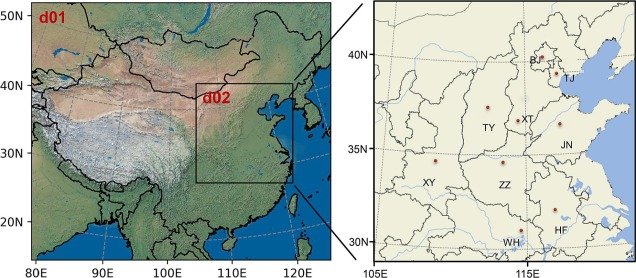 50N
40N
30N
20N
80E
90E
100E
110E
120E
d01
d02
40N
35N
30N
105E
115E
BJ
TJ
TY
XT
JN
XY
ZZ
WH
HF